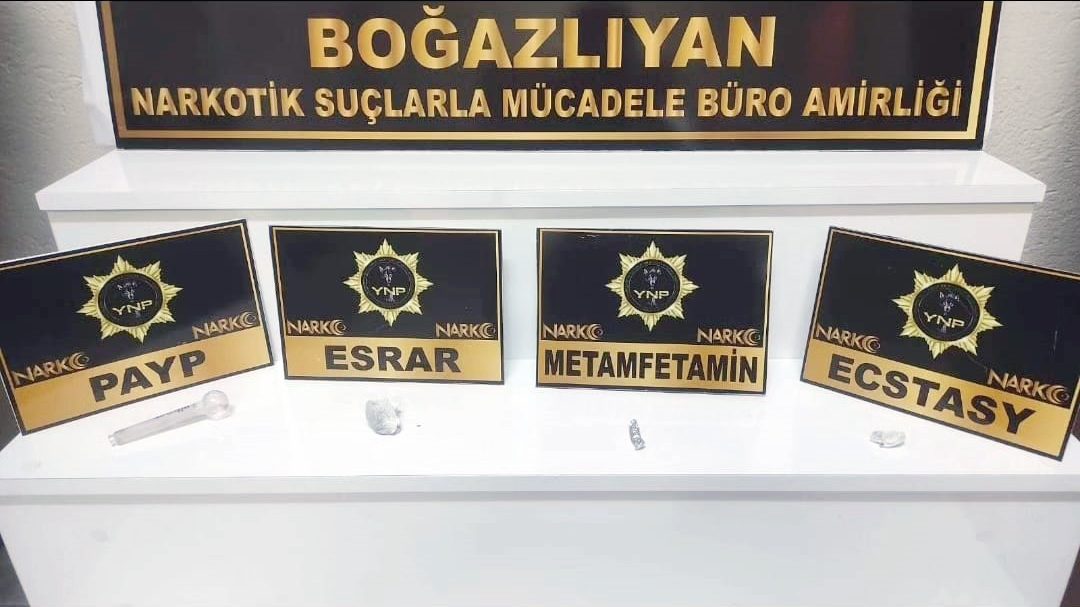 BOĞAZLIYAN
NARKOTİK SUÇLARLA MÜCADELE BÜRO AMİRLİĞİ
YNP
NARKO
NARKO
PAYP
YNP
NARKO
NARKO
ESRAR
YNP
NARKO
NARKO
METAMFETAMİN
YNP
NARKO
NARKO
ECSTASY